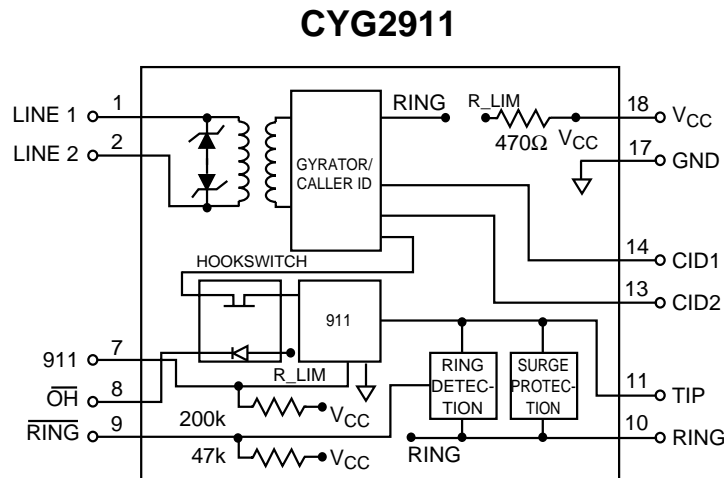 CYG2911
LINE 1 1
LINE 2 2
GYRATOR/
CALLER ID
RING
R_LIM
470Ω
VCC
18 VCC
17 GND
14 CID1
13 CID2
HOOKSWITCH
911
R_LIM
911 7
OH 8
RING 9
200k
VCC
47k
VCC
RING
DETEC-
TION
SURGE
PROTEC-
TION
RING
11 TIP
10 RING